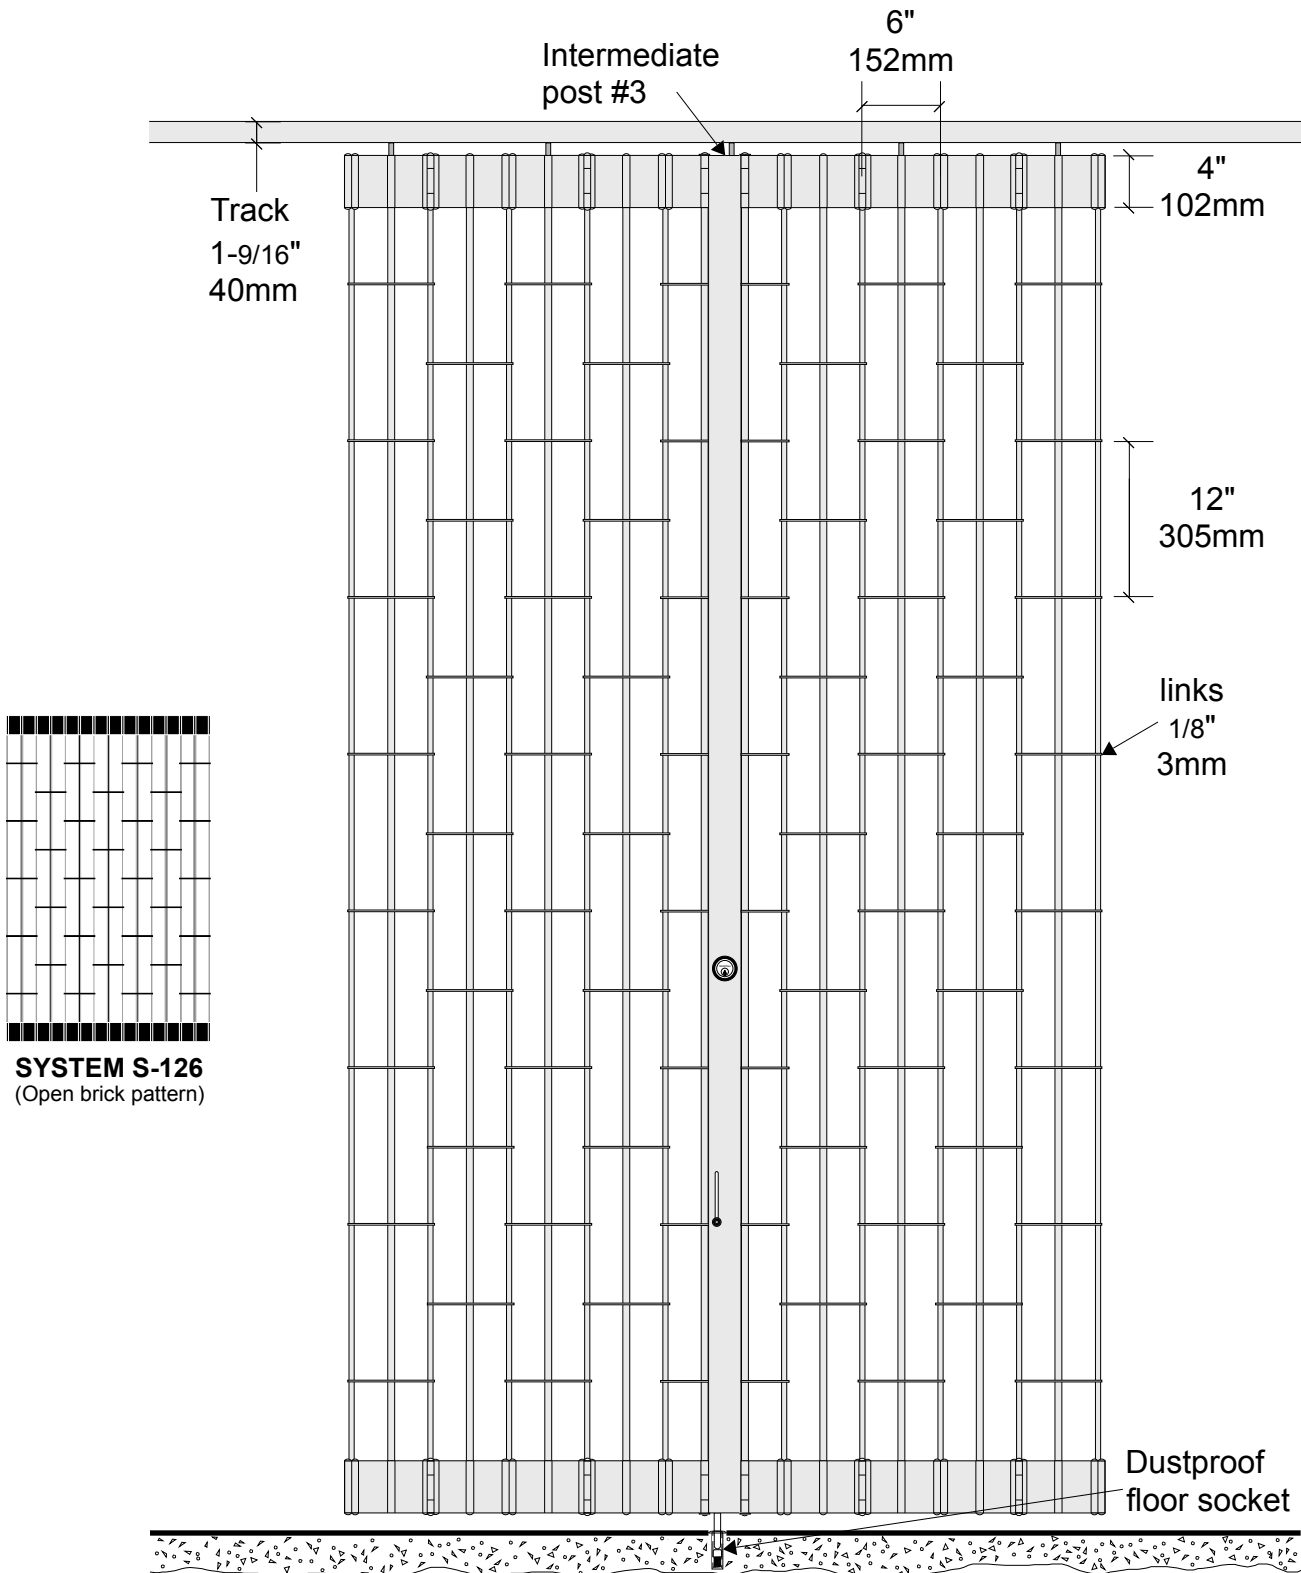 6"
152mm
Intermediate
post #3
4"
102mm
Track
1-9/16"
40mm
12"
305mm
links
1/8"
3mm
SYSTEM S-126
(Open brick pattern)
Dustproof
floor socket